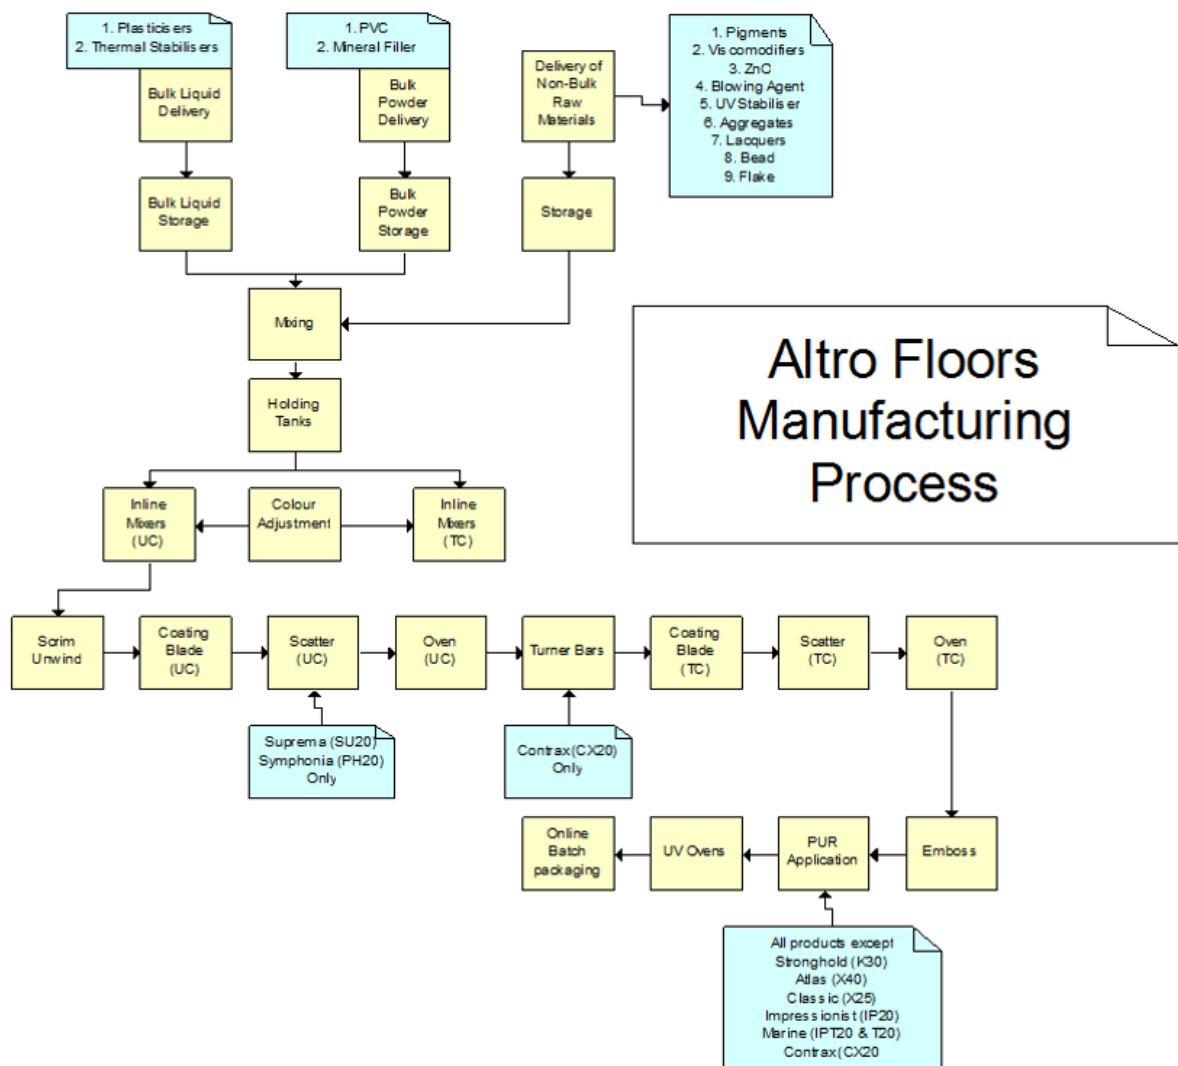 1. Plasticisers
2. Thermal Stabilisers
1. PVC
2. Mineral Filler
1. Pigments
2. Viscomodifiers
3. ZnO
4. Blowing Agent
5. UV Stabiliser
6. Aggregates
7. Lacquers
8. Bead
9. Flake
Bulk Liquid
Delivery
Bulk
Powder
Delivery
Delivery of
Non-Bulk
Raw
Materials
Bulk Liquid
Storage
Bulk
Powder
Storage
Storage
Mixing
Altro Floors
Manufacturing
Process
Holding
Tanks
Inline
Mixers
(UC)
Colour
Adjustment
Inline
Mixers
(TC)
Scrim
Unwind
Coating
Blade
(UC)
Scatter
(UC)
Oven
(UC)
Turner Bars
Coating
Blade
(TC)
Scatter
(TC)
Oven
(TC)
Suprema (SU20)
Symphonia (PH20)
Only
Contrax(CX20)
Only
Online
Batch
packaging
UV Ovens
PUR
Application
Emboss
All products except
Stronghold (K30)
Atlas (X40)
Classic (X25)
Impressionist (IP20)
Marine (IPT20 & T20)
Contrax(CX20